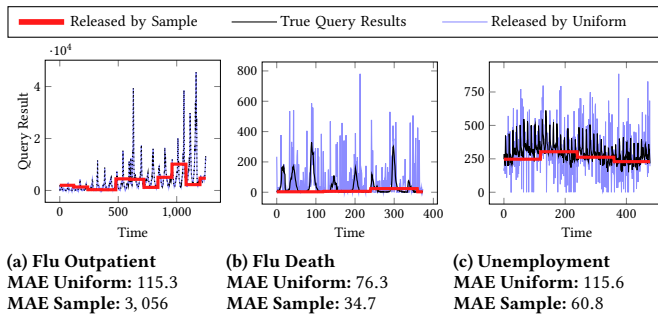 Released by Sample True Query Results Released by Uniform
·10⁴
4
2
0
Query Result
0 500 1,000
Time
800
600
400
200
0
0 100 200 300 400
Time
1,000
750
500
250
0
0 200 400
Time
(a) Flu Outpatient
MAE Uniform: 115.3
MAE Sample: 3, 056
(b) Flu Death
MAE Uniform: 76.3
MAE Sample: 34.7
(c) Unemployment
MAE Uniform: 115.6
MAE Sample: 60.8